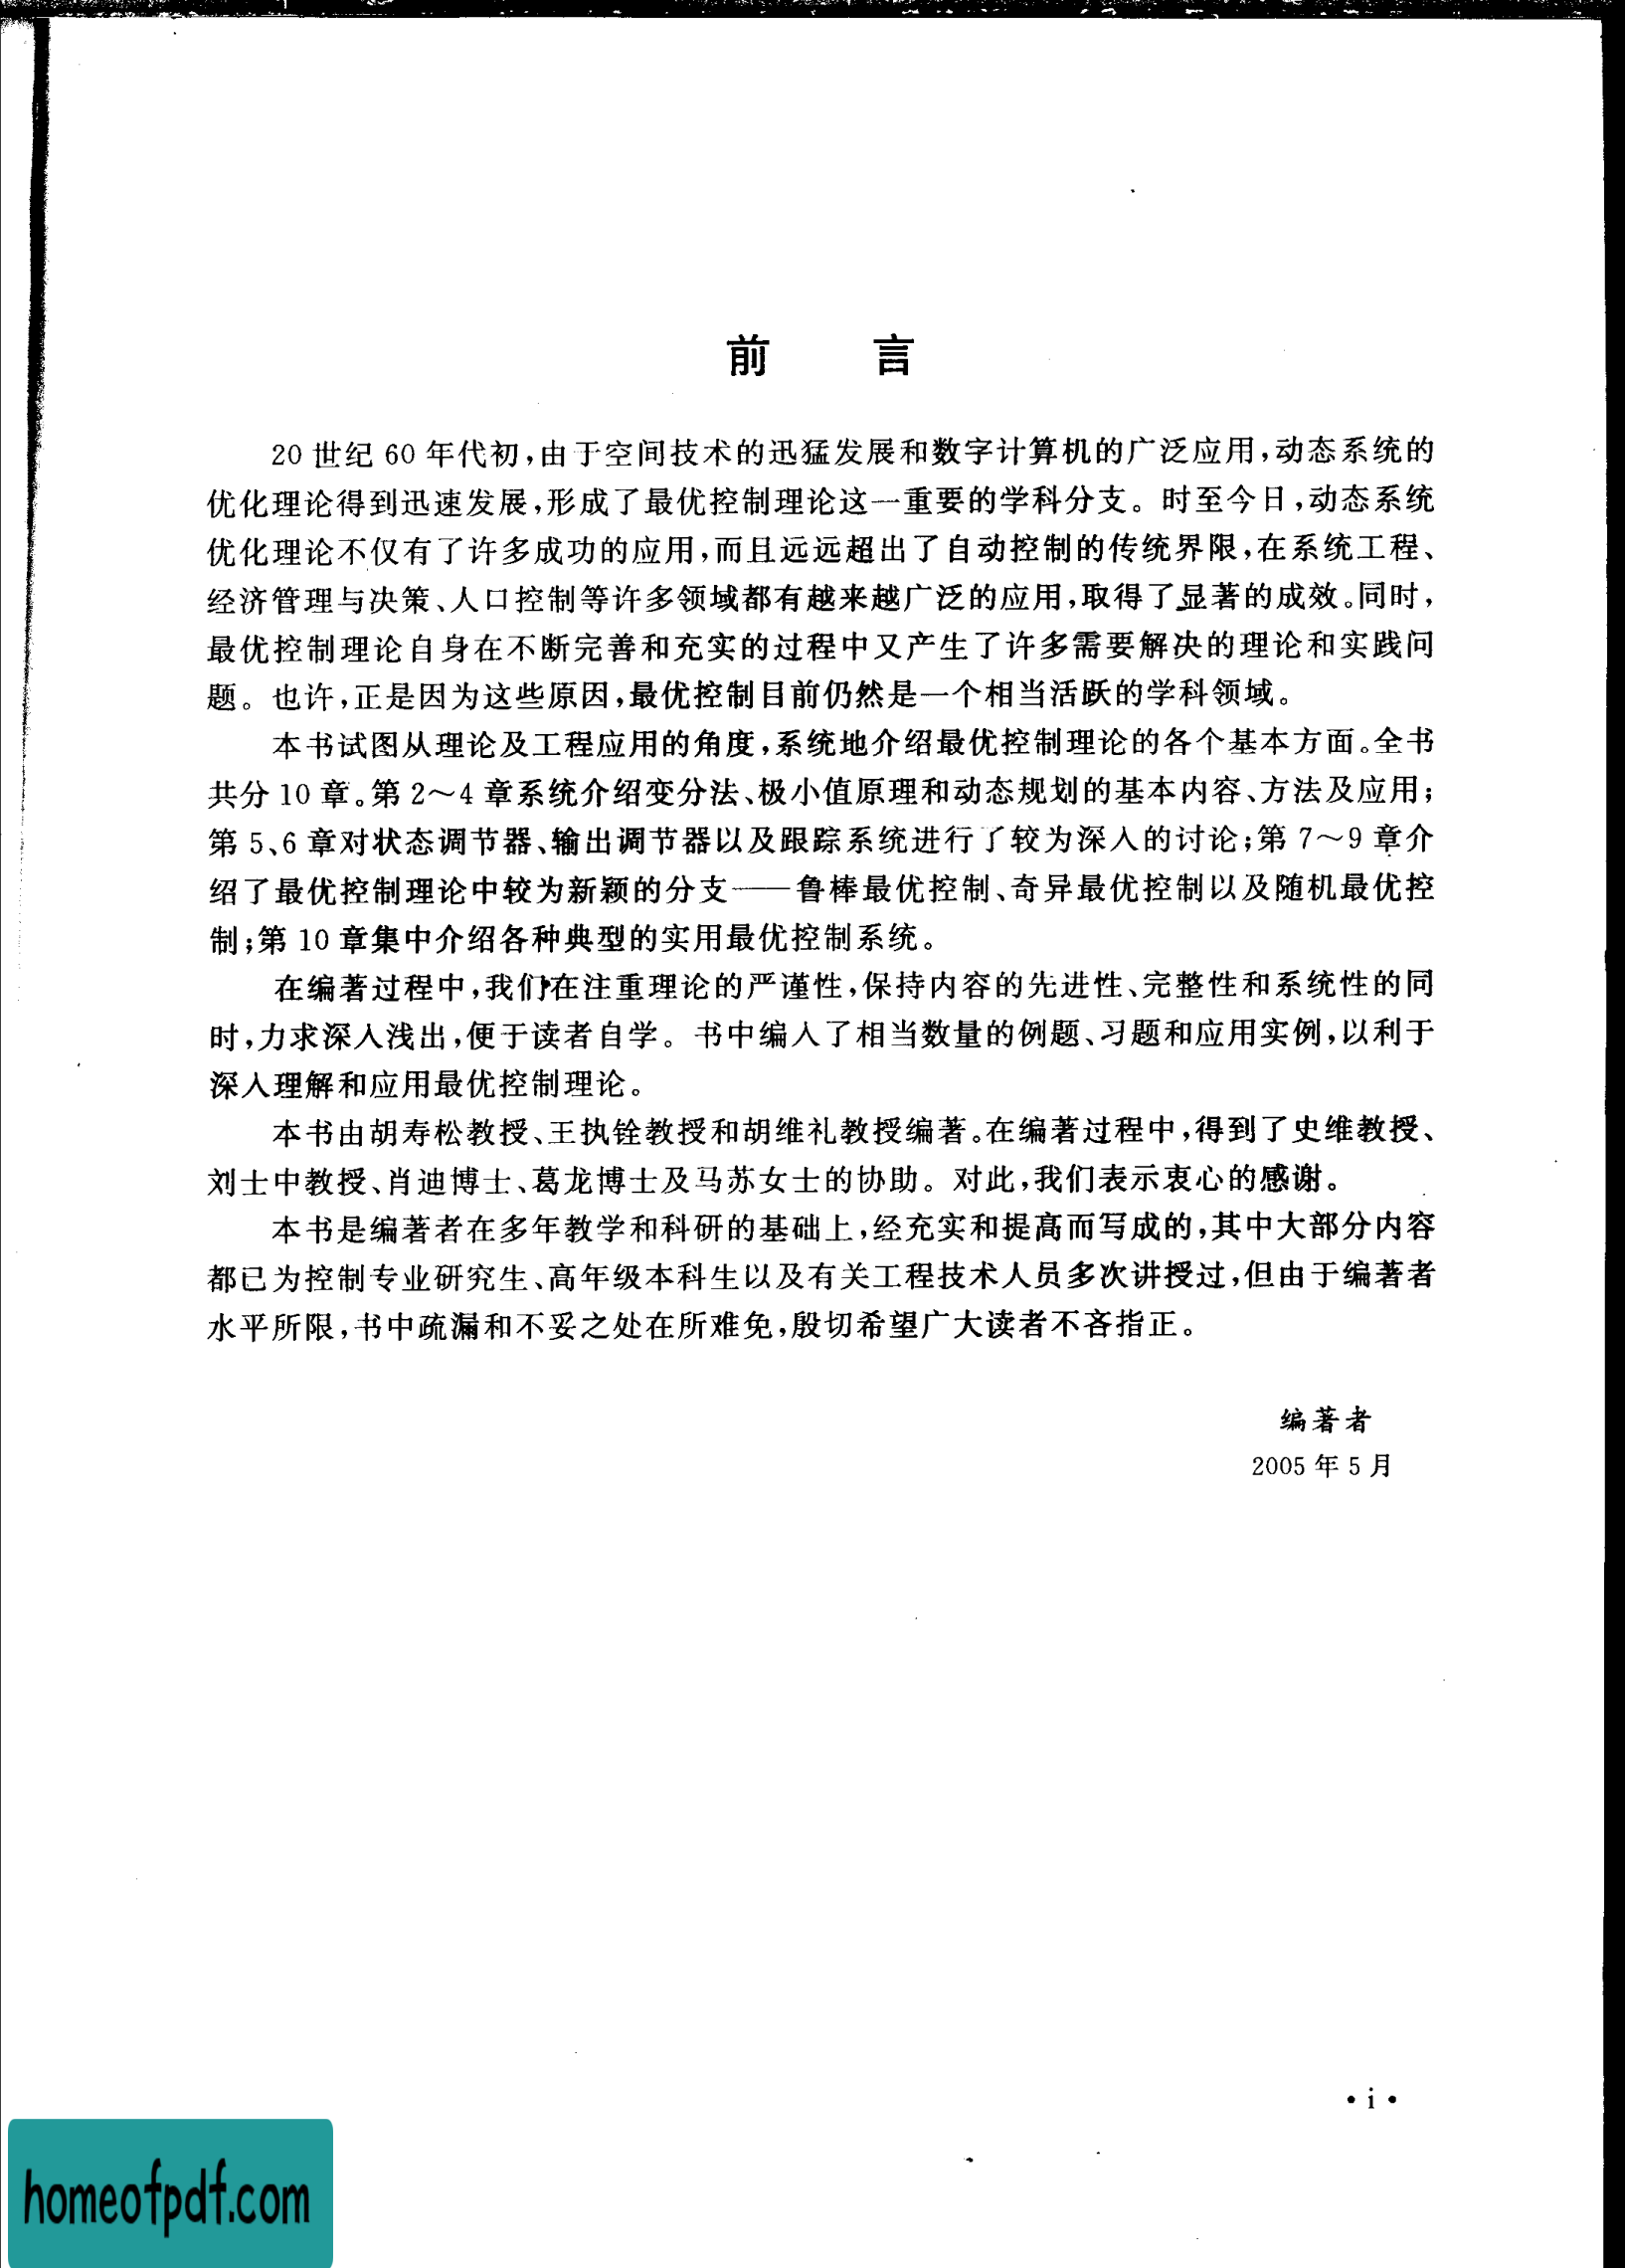 前 言
20 世纪 60 年代初,由于空间技术的迅猛发展和数字计算机的广泛应用,动态系统的
优化理论得到迅速发展,形成了最优控制理论这一重要的学科分支。时至今日,动态系统
优化理论不仅有了许多成功的应用,而且远远超出了自动控制的传统界限,在系统工程、
经济管理与决策、人口控制等许多领域都有越来越广泛的应用,取得了显著的成效。同时,
最优控制理论自身在不断完善和充实的过程中又产生了许多需要解决的理论和实践问
题。也许,正是因为这些原因,最优控制目前仍然是一个相当活跃的学科领域。
本书试图从理论及工程应用的角度,系统地介绍最优控制理论的各个基本方面。全书
共分 10 章。第 2～4 章系统介绍变分法、极小值原理和动态规划的基本内容、方法及应用;
第 5、6 章对状态调节器、输出调节器以及跟踪系统进行了较为深入的讨论;第 7～9 章介
绍了最优控制理论中较为新颖的分支——鲁棒最优控制、奇异最优控制以及随机最优控
制;第 10 章集中介绍各种典型的实用最优控制系统。
在编著过程中,我们在注重理论的严谨性,保持内容的先进性、完整性和系统性的同
时,力求深入浅出,便于读者自学。书中编入了相当数量的例题、习题和应用实例,以利于
深入理解和应用最优控制理论。
本书由胡寿松教授、王执铨教授和胡维礼教授编著。在编著过程中,得到了史维教授、
刘士中教授、肖迪博士、葛龙博士及马苏女士的协助。对此,我们表示衷心的感谢。
本书是编著者在多年教学和科研的基础上,经充实和提高而写成的,其中大部分内容
都已为控制专业研究生、高年级本科生以及有关工程技术人员多次讲授过,但由于编著者
水平所限,书中疏漏和不妥之处在所难免,殷切希望广大读者不吝指正。
编著者
2005 年 5 月
• i •
homeofpdf.com